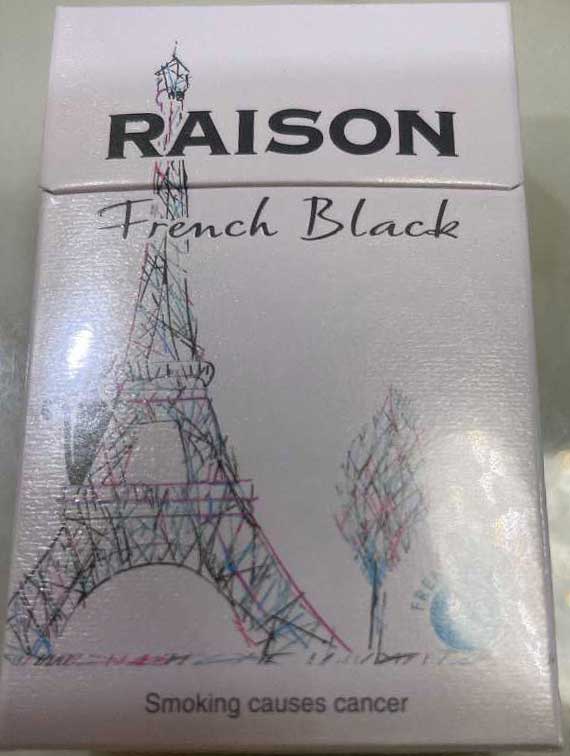 RAISON
French Black
Smoking causes cancer